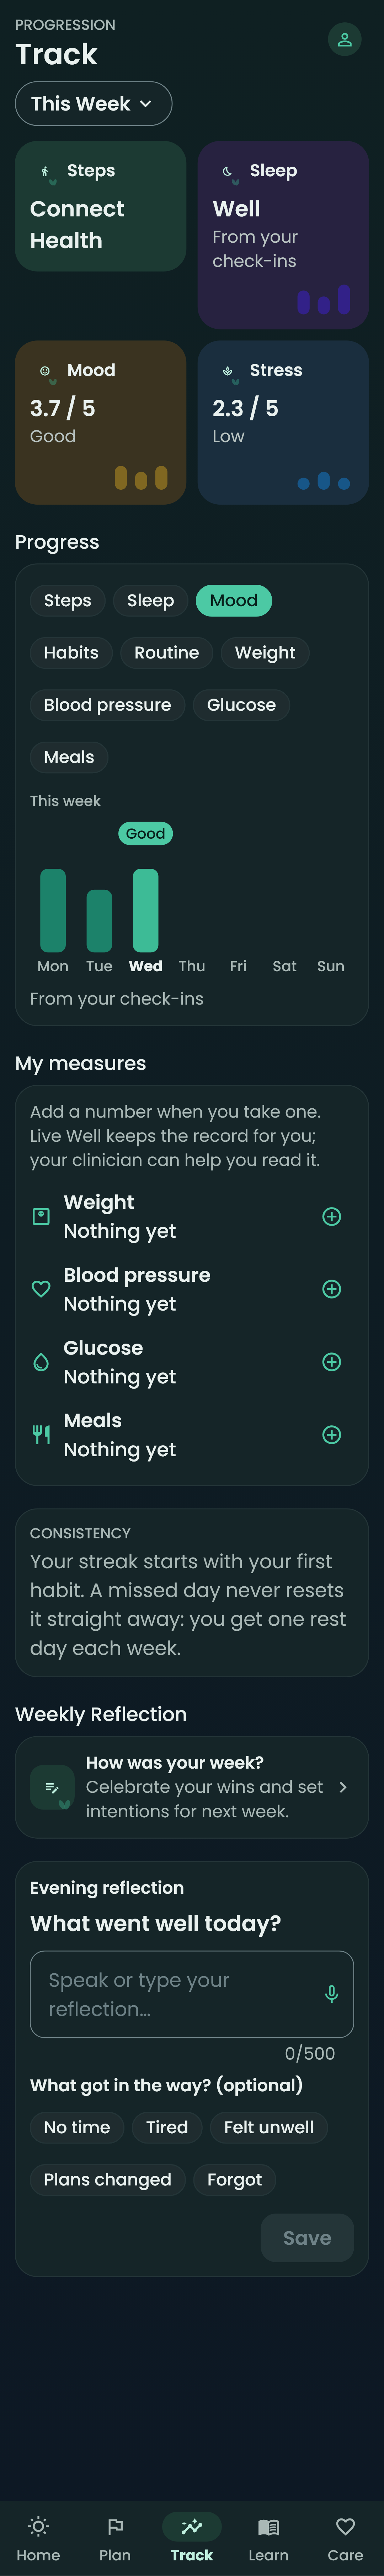 PROGRESSION
Track
This Week
Steps
Connect
Health
Sleep
Well
From your
check-ins
Mood
3.7 / 5
Good
Stress
2.3 / 5
Low
Progress
Steps
Sleep
Mood
Habits
Routine
Weight
Blood pressure
Glucose
Meals
This week
Good
Mon Tue Wed Thu Fri Sat Sun
From your check-ins
My measures
Add a number when you take one.
Live Well keeps the record for you;
your clinician can help you read it.
Weight
Nothing yet
Blood pressure
Nothing yet
Glucose
Nothing yet
Meals
Nothing yet
CONSISTENCY
Your streak starts with your first
habit. A missed day never resets
it straight away: you get one rest
day each week.
Weekly Reflection
How was your week?
Celebrate your wins and set
intentions for next week.
Evening reflection
What went well today?
Speak or type your
reflection...
0/500
What got in the way? (optional)
No time
Tired
Felt unwell
Plans changed
Forgot
Save
Home Plan Track Learn Care